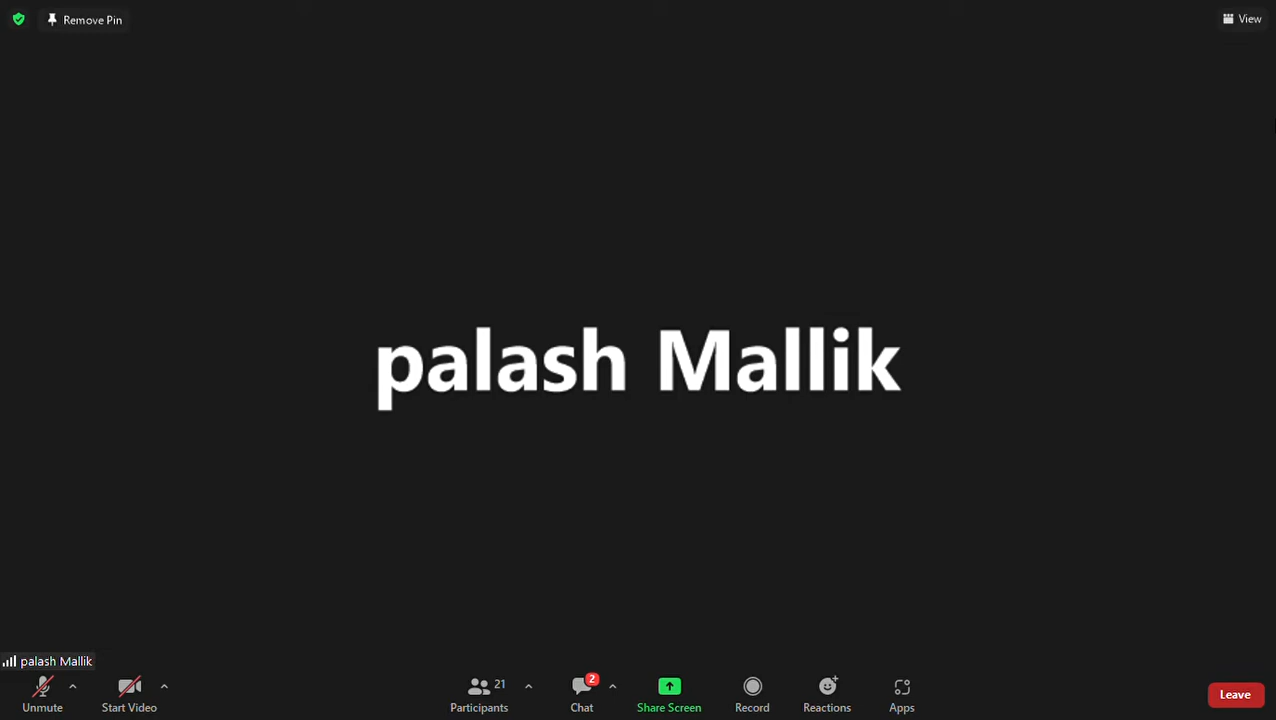 Remove Pin
View
palash Mallik
palash Mallik
Unmute
Start Video
21
Participants
2
Chat
Share Screen
Record
Reactions
Apps
Leave